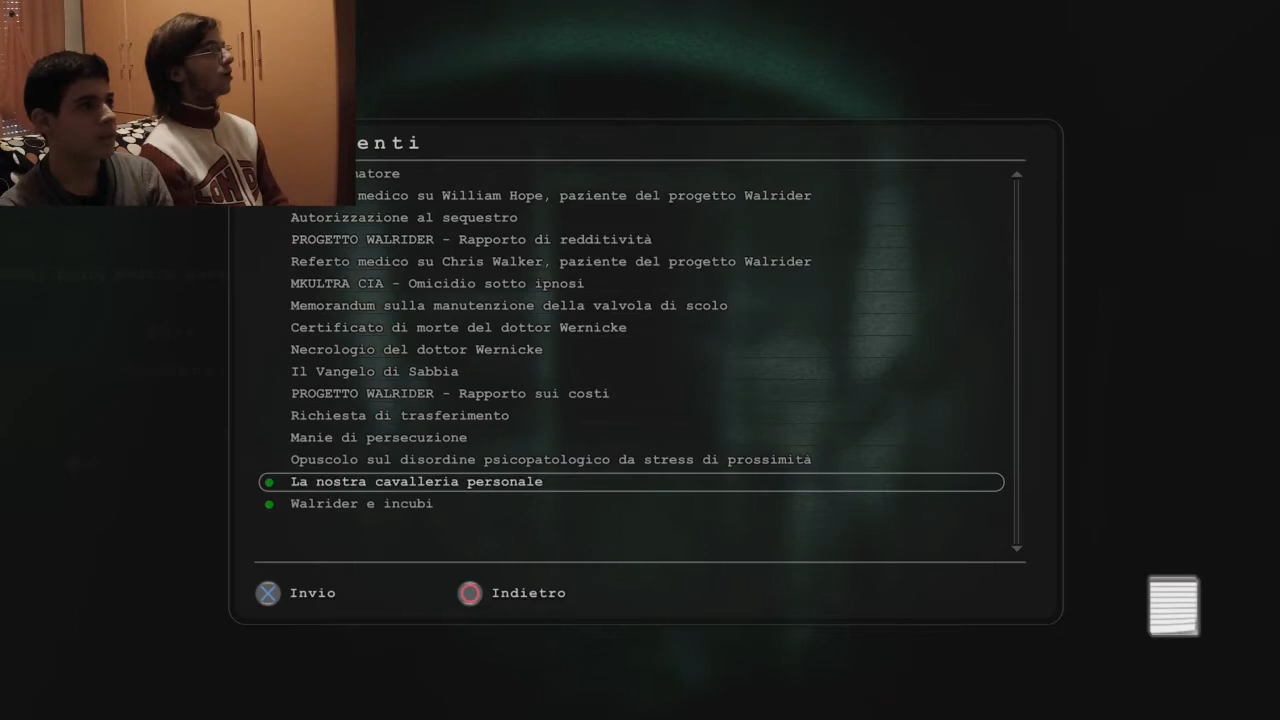 enti
matore
medico su William Hope, paziente del progetto Walrider
Autorizzazione al sequestro
PROGETTO WALRIDER - Rapporto di redditività
Referto medico su Chris Walker, paziente del progetto Walrider
MKULTRA CIA - Omicidio sotto ipnosi
Memorandum sulla manutenzione della valvola di scolo
Certificato di morte del dottor Wernicke
Necrologio del dottor Wernicke
Il Vangelo di Sabbia
PROGETTO WALRIDER - Rapporto sui costi
Richiesta di trasferimento
Manie di persecuzione
Opuscolo sul disordine psicopatologico da stress di prossimità
La nostra cavalleria personale
Walrider e incubi
Invio
Indietro